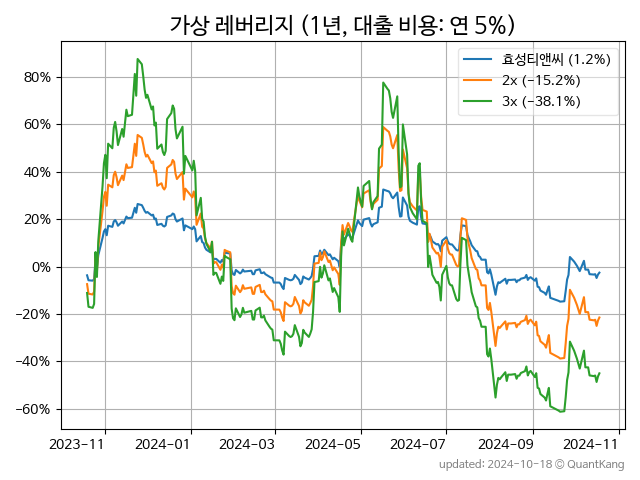 가상 레버리지 (1년, 대출 비용: 연 5%)
효성티앤씨 (1.2%)
2x (−15.2%)
3x (−38.1%)
80%
60%
40%
20%
0%
−20%
−40%
−60%
2023-11 2024-01 2024-03 2024-05 2024-07 2024-09 2024-11
updated: 2024-10-18 © QuantKang